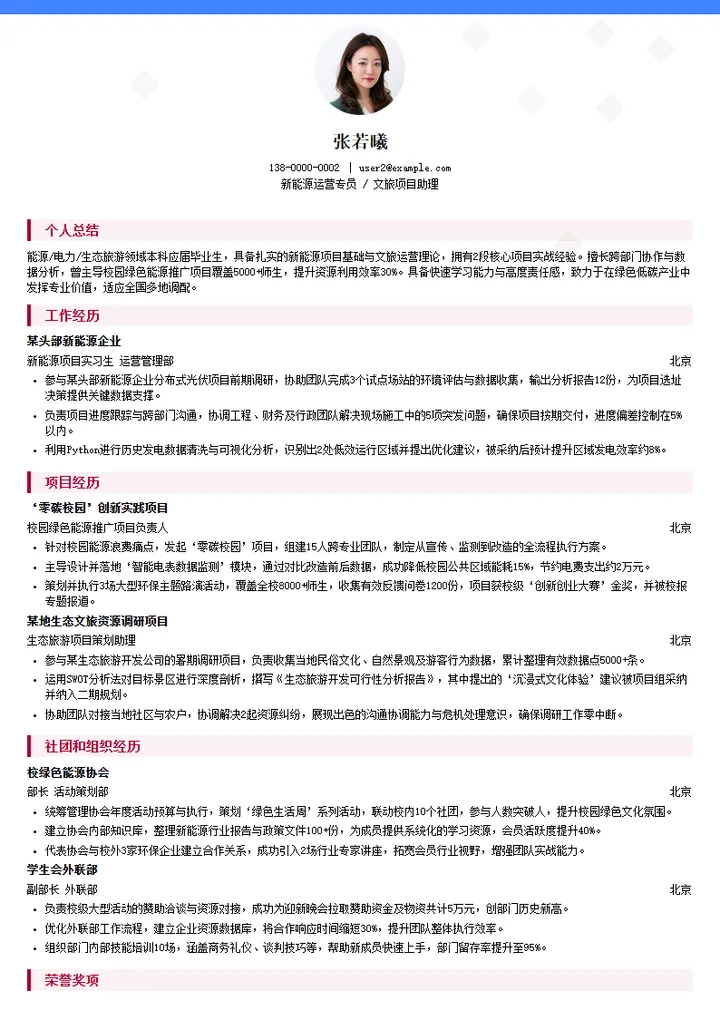 张若曦
138-0000-0002 | user2@example.com
新能源运营专员 / 文旅项目助理
个人总结
能源/电力/生态旅游领域本科应届毕业生，具备扎实的新能源项目基础与文旅运营理论，拥有2段核心项目实战经验。擅长跨部门协作与数
据分析，曾主导校园绿色能源推广项目覆盖5000+师生，提升资源利用效率30%。具备快速学习能力与高度责任感，致力于在绿色低碳产业中
发挥专业价值，适应全国多地调配。
工作经历
某头部新能源企业
新能源项目实习生 运营管理部 北京
• 参与某头部新能源企业分布式光伏项目前期调研，协助团队完成3个试点场站的环境评估与数据收集，输出分析报告12份，为项目选址
决策提供关键数据支撑。
• 负责项目进度跟踪与跨部门沟通，协调工程、财务及行政团队解决现场施工中的5项突发问题，确保项目按期交付，进度偏差控制在5%
以内。
• 利用Python进行历史发电数据清洗与可视化分析，识别出2处低效运行区域并提出优化建议，被采纳后预计提升区域发电效率约8%。
项目经历
‘零碳校园’创新实践项目
校园绿色能源推广项目负责人 北京
• 针对校园能源浪费痛点，发起‘零碳校园’项目，组建15人跨专业团队，制定从宣传、监测到改造的全流程执行方案。
• 主导设计并落地‘智能电表数据监测’模块，通过对比改造前后数据，成功降低校园公共区域能耗15%，节约电费支出约2万元。
• 策划并执行3场大型环保主题路演活动，覆盖全校8000+师生，收集有效反馈问卷1200份，项目获校级‘创新创业大赛’金奖，并被校报
专题报道。
某地生态文旅资源调研项目
生态旅游项目策划助理 北京
• 参与某生态旅游开发公司的暑期调研项目，负责收集当地民俗文化、自然景观及游客行为数据，累计整理有效数据点5000+条。
• 运用SWOT分析法对目标景区进行深度剖析，撰写《生态旅游开发可行性分析报告》，其中提出的‘沉浸式文化体验’建议被项目组采纳
并纳入二期规划。
• 协助团队对接当地社区与农户，协调解决2起资源纠纷，展现出色的沟通协调能力与危机处理意识，确保调研工作零中断。
社团和组织经历
校绿色能源协会
部长 活动策划部 北京
• 统筹管理协会年度活动预算与执行，策划‘绿色生活周’系列活动，联动校内10个社团，参与人数突破人，提升校园绿色文化氛围。
• 建立协会内部知识库，整理新能源行业报告与政策文件100+份，为成员提供系统化的学习资源，会员活跃度提升40%。
• 代表协会与校外3家环保企业建立合作关系，成功引入2场行业专家讲座，拓宽会员行业视野，增强团队实战能力。
学生会外联部
副部长 外联部 北京
• 负责校级大型活动的赞助洽谈与资源对接，成功为迎新晚会拉取赞助资金及物资共计5万元，创部门历史新高。
• 优化外联部工作流程，建立企业资源数据库，将合作响应时间缩短30%，提升团队整体执行效率。
• 组织部门内部技能培训10场，涵盖商务礼仪、谈判技巧等，帮助新成员快速上手，部门留存率提升至95%。
荣誉奖项